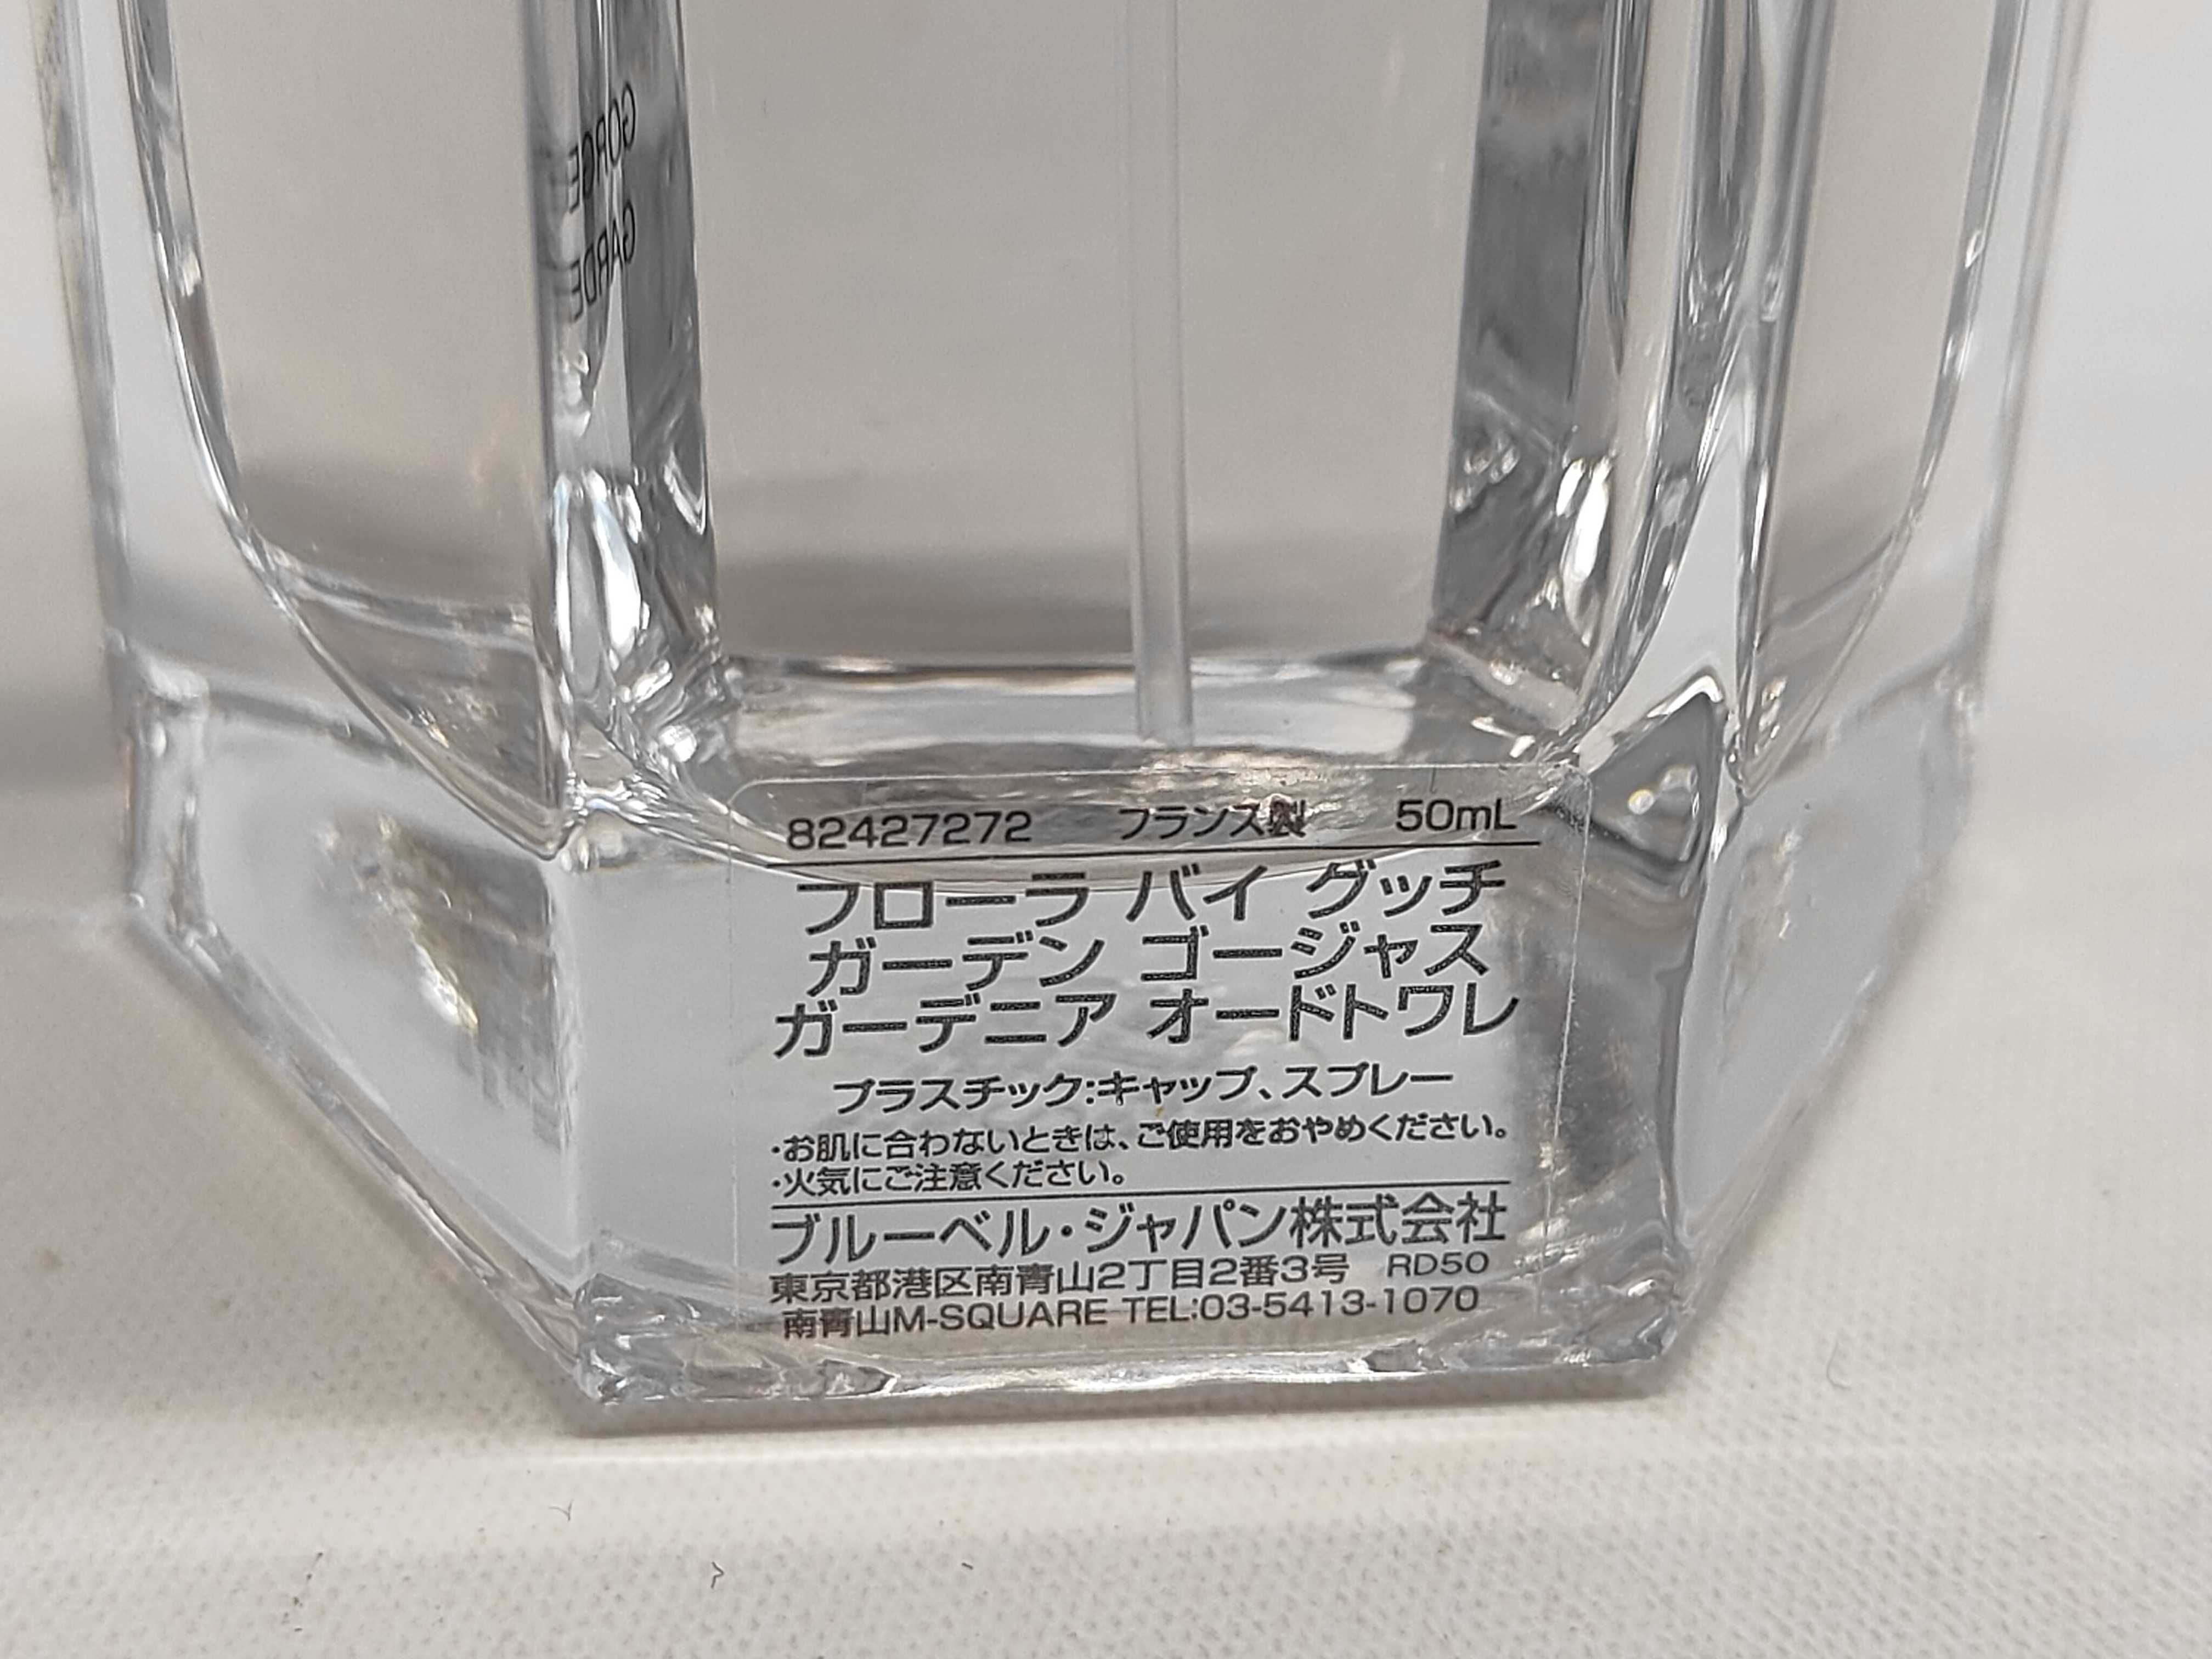 GORGE
GARDE
82427272 フランス製 50mL
フローラ バイ グッチ
ガーデン ゴージャス
ガーデニア オードトワレ
プラスチック:キャップ、スプレー
・お肌に合わないときは、ご使用をおやめください。
・火気にご注意ください。
ブルーベル・ジャパン株式会社
東京都港区南青山2丁目2番3号 RD50
南青山M-SQUARE TEL:03-5413-1070